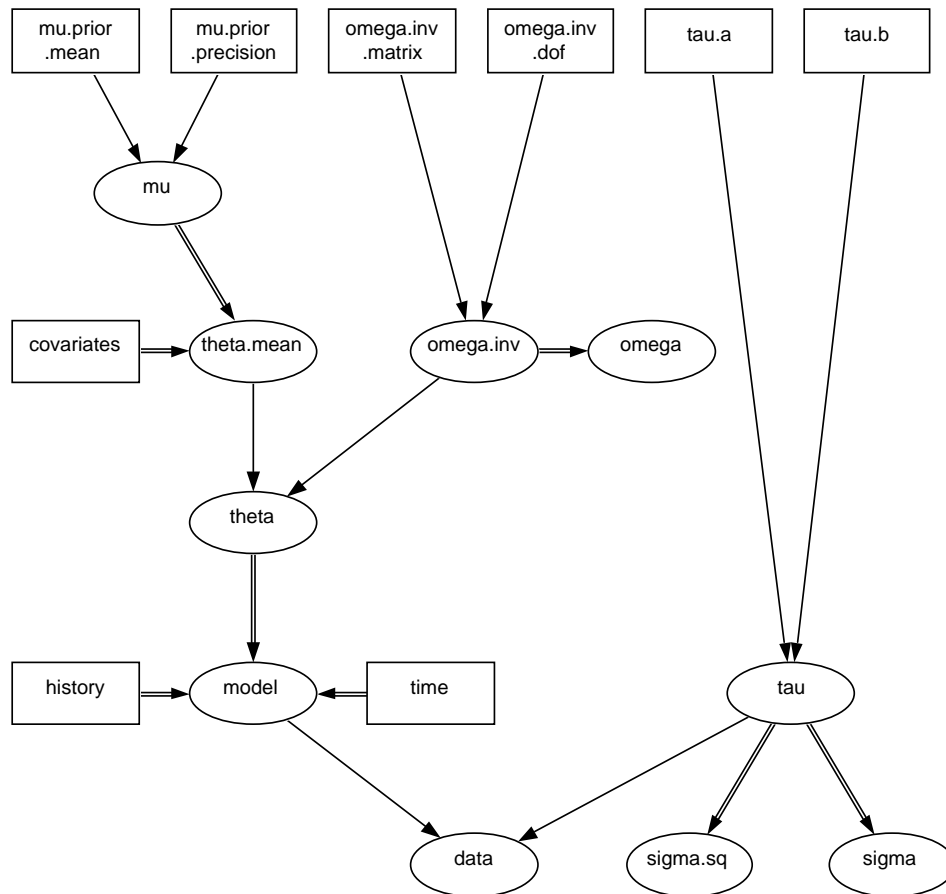 mu.prior
.mean
mu.prior
.precision
omega.inv
.matrix
omega.inv
.dof
tau.a
tau.b
mu
covariates
theta.mean
omega.inv
omega
theta
history
model
time
tau
data
sigma.sq
sigma